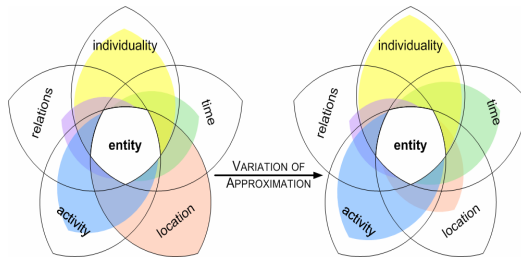 individuality
relations
time
entity
activity
location
VARIATION OF
APPROXIMATION
individuality
relations
time
entity
activity
location